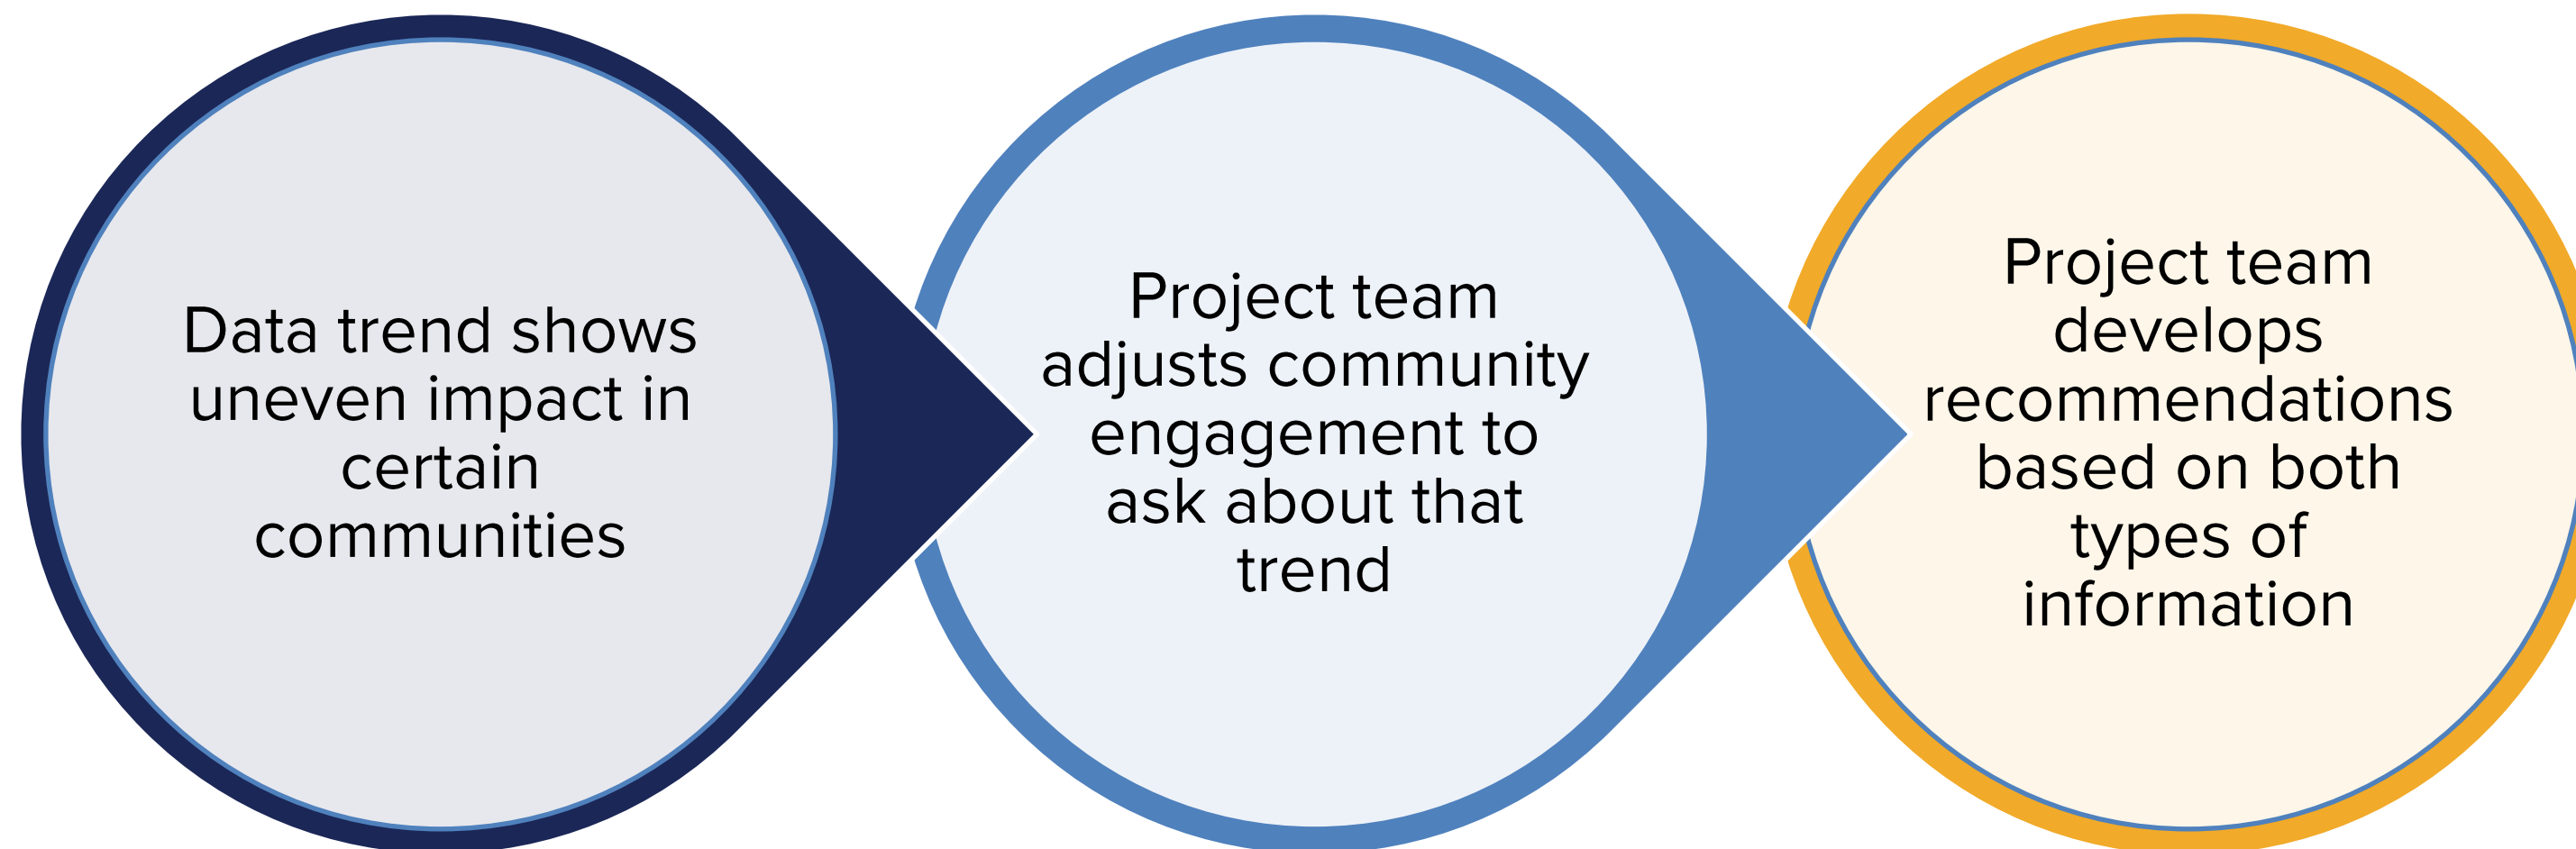 Data trend shows
uneven impact in
certain
communities
Project team
adjusts community
engagement to
ask about that
trend
Project team
develops
recommendations
based on both
types of
information